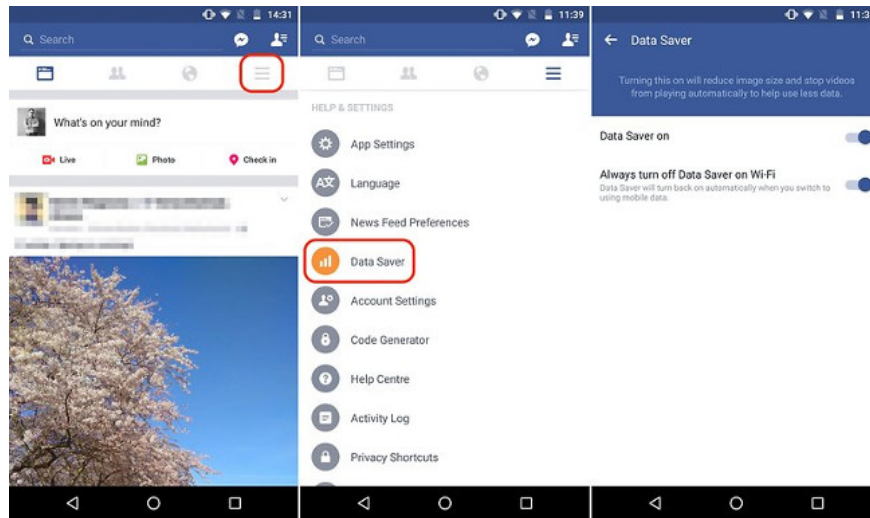 14:31
Search
What's on your mind?
Live
Photo
Check in
11:39
Search
HELP & SETTINGS
App Settings
Language
News Feed Preferences
Data Saver
Account Settings
Code Generator
Help Centre
Activity Log
Privacy Shortcuts
11:3
Data Saver
Turning this on will reduce image size and stop videos
from playing automatically to help use less data.
Data Saver on
Always turn off Data Saver on Wi-Fi
Data Saver will turn back on automatically when you switch to
using mobile data.